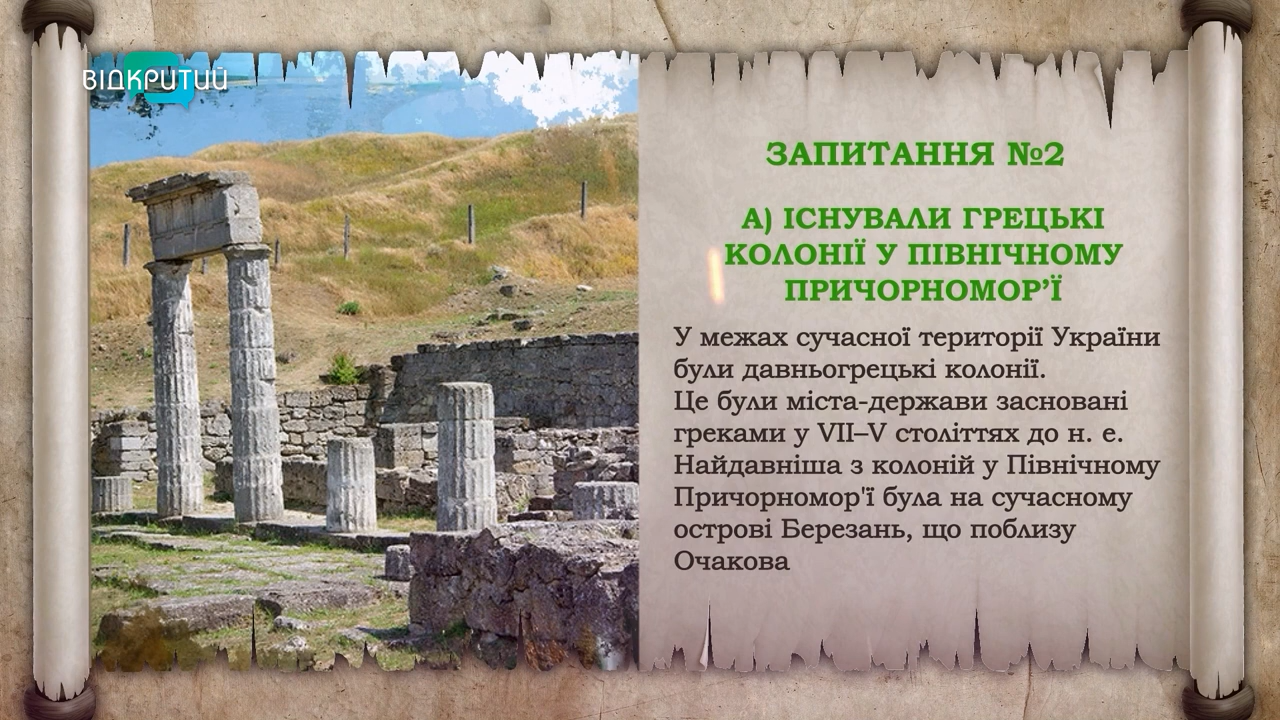 ВІДКРИТИЙ
ЗАПИТАННЯ №2
А) ІСНУВАЛИ ГРЕЦЬКІ
КОЛОНІЇ У ПІВНІЧНОМУ
ПРИЧОРНОМОР’Ї
У межах сучасної території України
були давньогрецькі колонії.
Це були міста-держави засновані
греками у VII–V століттях до н. е.
Найдавніша з колоній у Північному
Причорномор'ї була на сучасному
острові Березань, що поблизу
Очакова